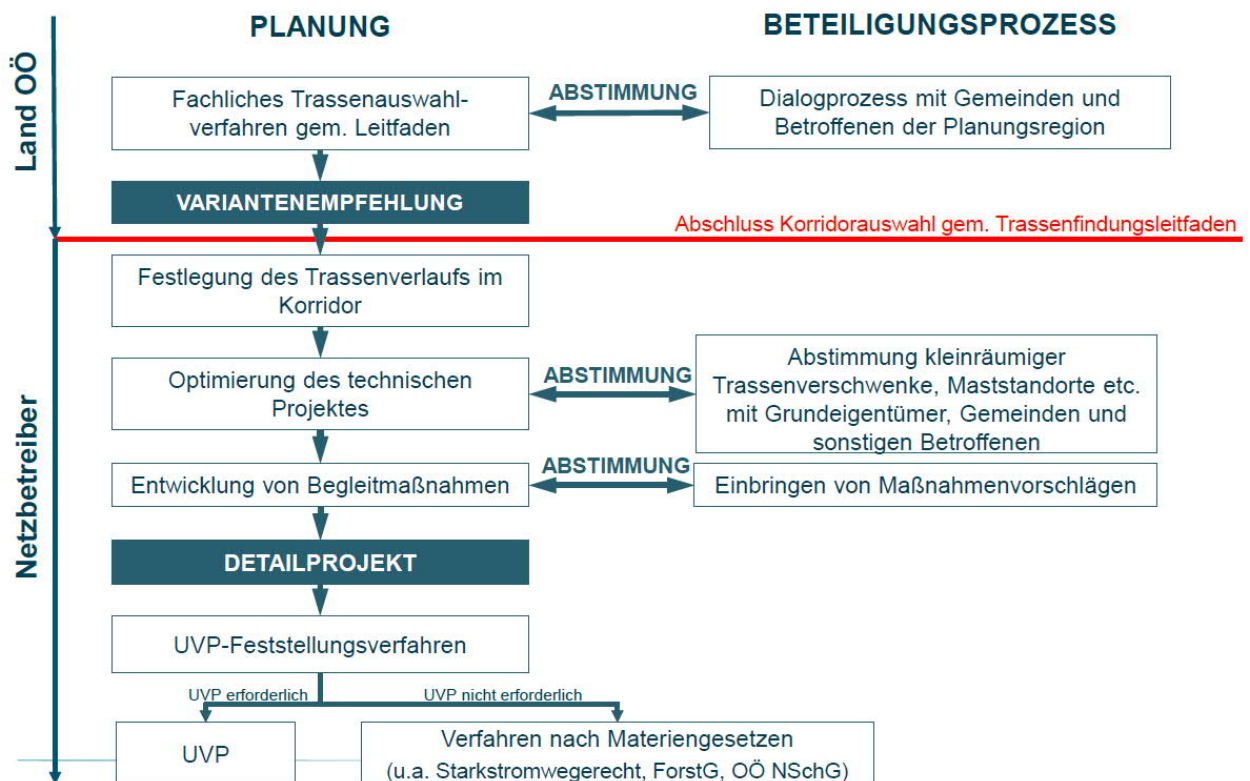 PLANUNG
BETEILIGUNGSPROZESS
Land OÖ
Fachliches Trassenauswahl-
verfahren gem. Leitfaden
ABSTIMMUNG
Dialogprozess mit Gemeinden und
Betroffenen der Planungsregion
VARIANTENEMPFEHLUNG
Abschluss Korridorauswahl gem. Trassenfindungsleitfaden
Netzbetreiber
Festlegung des Trassenverlaufs im
Korridor
Optimierung des technischen
Projektes
ABSTIMMUNG
Abstimmung kleinräumiger
Trassenverschwenke, Maststandorte etc.
mit Grundeigentümer, Gemeinden und
sonstigen Betroffenen
Entwicklung von Begleitmaßnahmen
ABSTIMMUNG
Einbringen von Maßnahmenvorschlägen
DETAILPROJEKT
UVP-Feststellungsverfahren
UVP erforderlich
UVP nicht erforderlich
UVP
Verfahren nach Materiengesetzen
(u.a. Starkstromwegerecht, ForstG, OÖ NSchG)